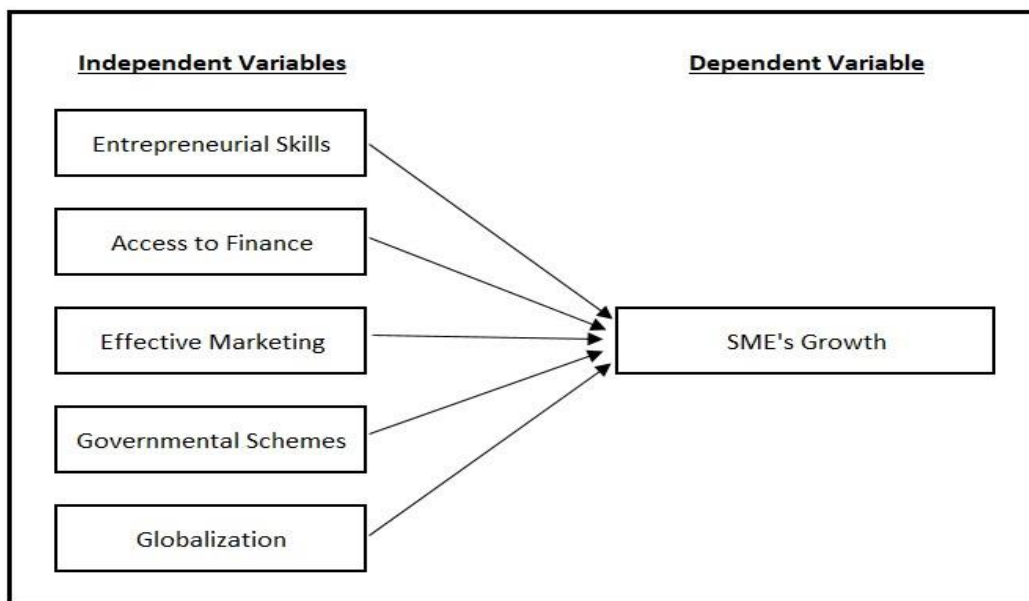 Independent Variables
Dependent Variable
Entrepreneurial Skills
Access to Finance
Effective Marketing
SME's Growth
Governmental Schemes
Globalization